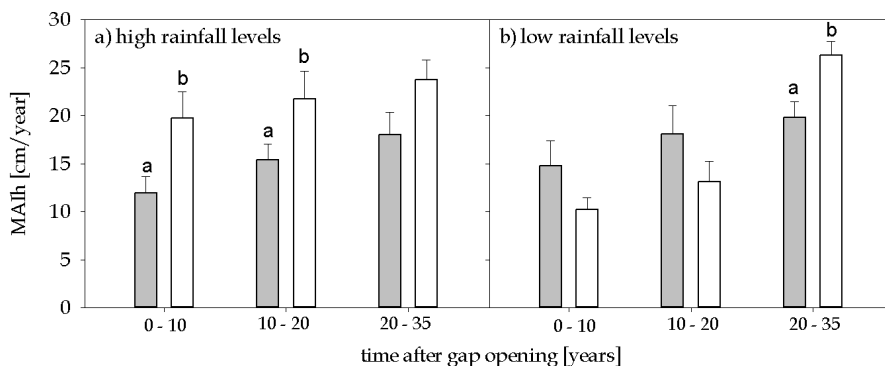 a) high rainfall levels
b) low rainfall levels
MAIh [cm/year]
30
25
20
15
10
5
0
a
b
a
b
a
b
0 - 10
10 - 20
20 - 35
0 - 10
10 - 20
20 - 35
time after gap opening [years]